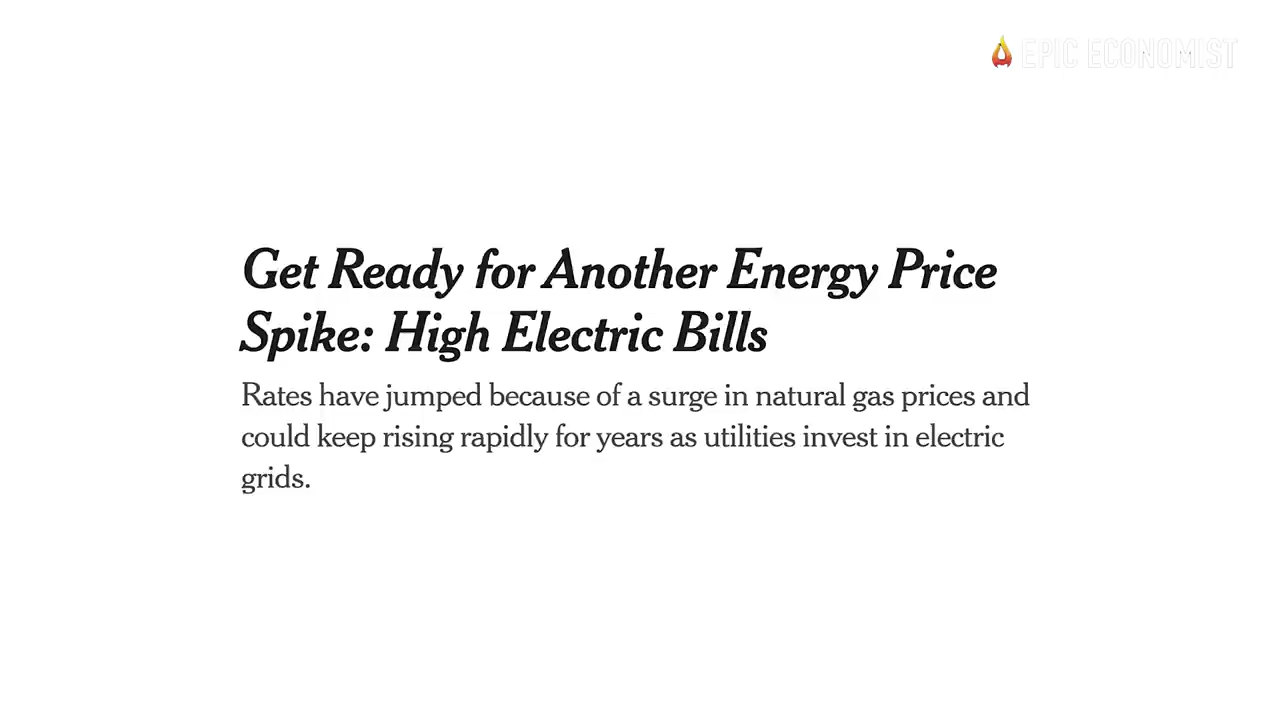 EPIC ECONOMIST
Get Ready for Another Energy Price
Spike: High Electric Bills
Rates have jumped because of a surge in natural gas prices and
could keep rising rapidly for years as utilities invest in electric
grids.